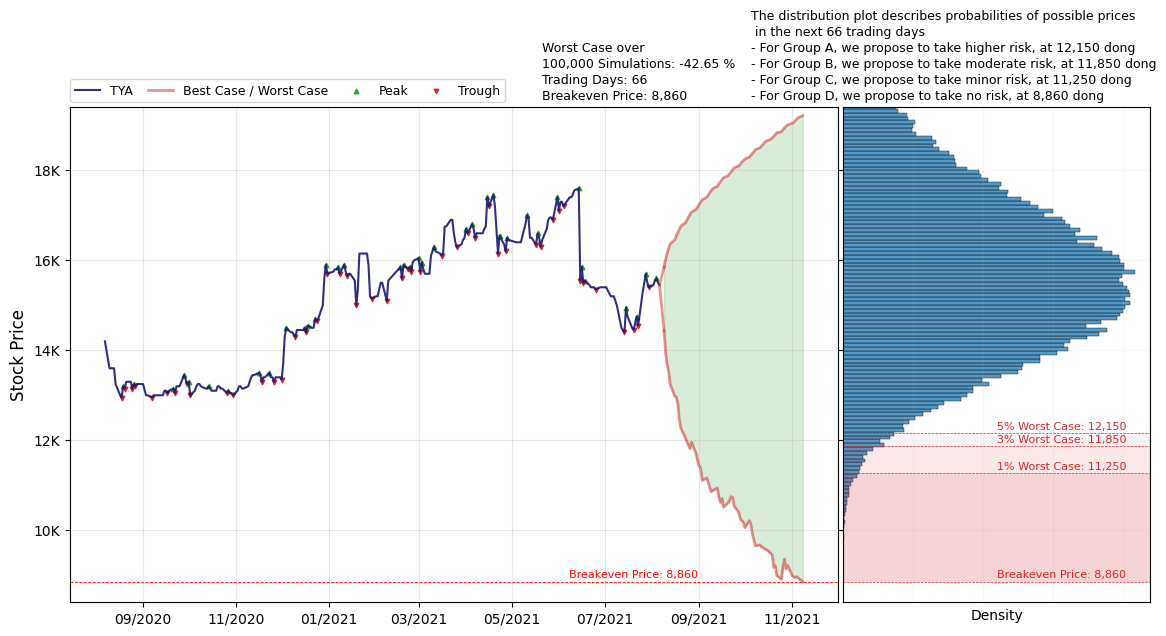 The distribution plot describes probabilities of possible prices
in the next 66 trading days
- For Group A, we propose to take higher risk, at 12,150 dong
- For Group B, we propose to take moderate risk, at 11,850 dong
- For Group C, we propose to take minor risk, at 11,250 dong
- For Group D, we propose to take no risk, at 8,860 dong
Worst Case over
100,000 Simulations: -42.65 %
Trading Days: 66
Breakeven Price: 8,860
TYA
Best Case / Worst Case
Peak
Trough
Stock Price
18K
16K
14K
12K
10K
Breakeven Price: 8,860
09/2020
11/2020
01/2021
03/2021
05/2021
07/2021
09/2021
11/2021
5% Worst Case: 12,150
3% Worst Case: 11,850
1% Worst Case: 11,250
Breakeven Price: 8,860
Density